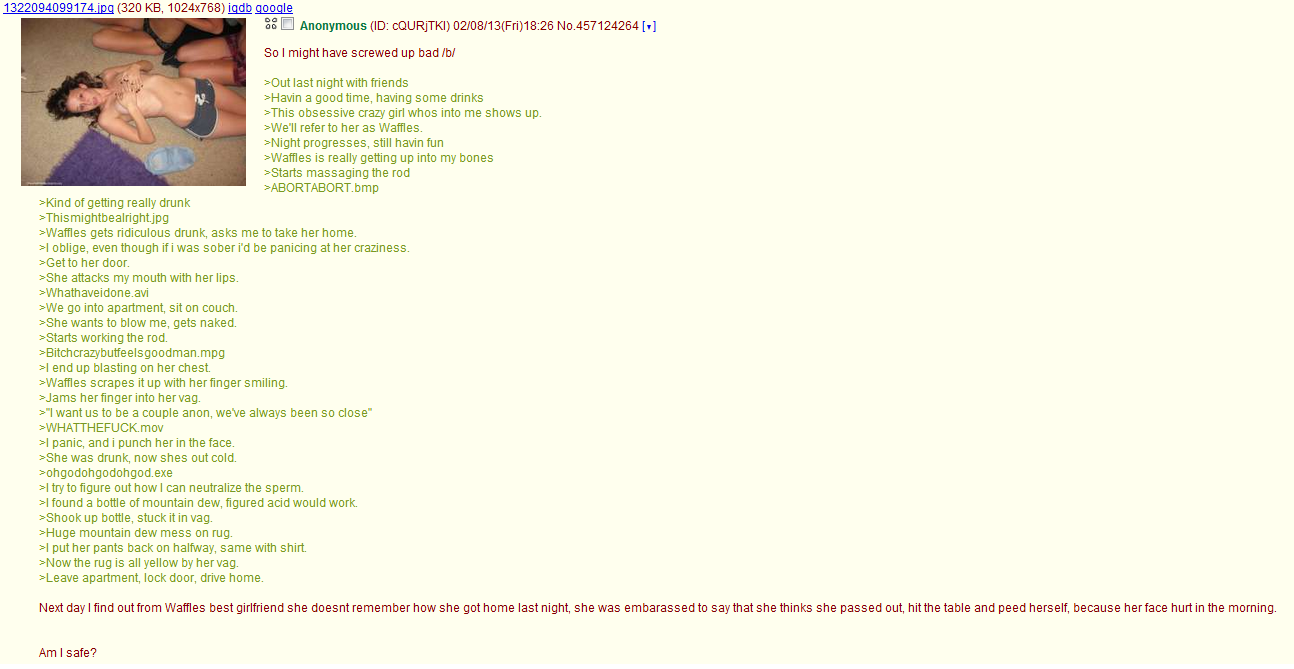 1322094099174.jpg (320 KB, 1024x768) iqdb google
Anonymous (ID: cQURjTKI) 02/08/13(Fri)18:26 No.457124264 [▾]
So I might have screwed up bad /b/
>Out last night with friends
>Havin a good time, having some drinks
>This obsessive crazy girl whos into me shows up.
>We'll refer to her as Waffles.
>Night progresses, still havin fun
>Waffles is really getting up into my bones
>Starts massaging the rod
>ABORTABORT.bmp
>Kind of getting really drunk
>Thismightbealright.jpg
>Waffles gets ridiculous drunk, asks me to take her home.
>I oblige, even though if i was sober i'd be panicing at her craziness.
>Get to her door.
>She attacks my mouth with her lips.
>Whathaveidone.avi
>We go into apartment, sit on couch.
>She wants to blow me, gets naked.
>Starts working the rod.
>Bitchcrazybutfeelsgoodman.mpg
>I end up blasting on her chest.
>Waffles scrapes it up with her finger smiling.
>Jams her finger into her vag.
>"I want us to be a couple anon, we've always been so close"
>WHATTHEFUCK.mov
>I panic, and i punch her in the face.
>She was drunk, now shes out cold.
>ohgodohgodohgod.exe
>I try to figure out how I can neutralize the sperm.
>I found a bottle of mountain dew, figured acid would work.
>Shook up bottle, stuck it in vag.
>Huge mountain dew mess on rug.
>I put her pants back on halfway, same with shirt.
>Now the rug is all yellow by her vag.
>Leave apartment, lock door, drive home.
Next day I find out from Waffles best girlfriend she doesnt remember how she got home last night, she was embarassed to say that she thinks she passed out, hit the table and peed herself, because her face hurt in the morning.
Am I safe?